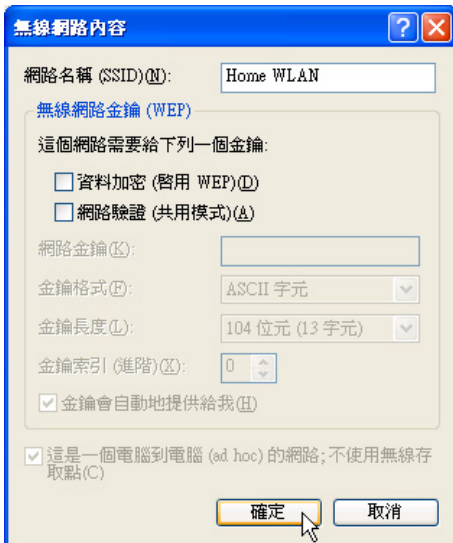 無線網路內容
網路名稱 (SSID)(N):
Home WLAN
無線網路金鑰 (WEP)
這個網路需要給下列一個金鑰:
資料加密 (啓用 WEP)(D)
網路驗證 (共用模式)(A)
網路金鑰(K):
金鑰格式(F):
ASCII 字元
金鑰長度(L):
104 位元 (13 字元)
金鑰索引 (進階)(X):
0
金鑰會自動地提供給我(H)
這是一個電腦到電腦 (ad hoc) 的網路; 不使用無線存
取點(C)
確定
取消